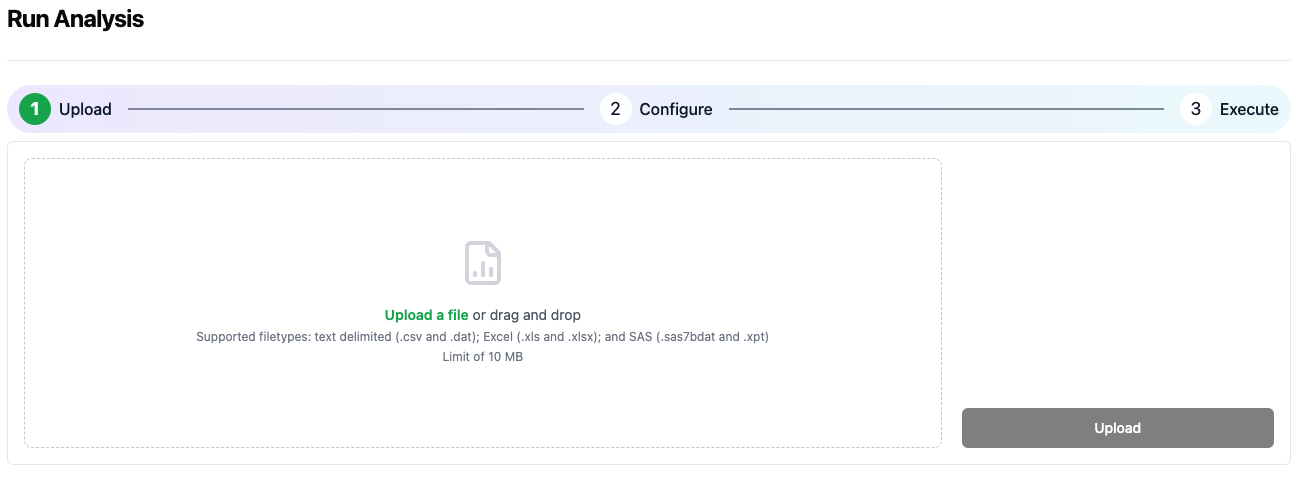 Run Analysis
1 Upload 2 Configure 3 Execute
Upload a file or drag and drop
Supported filetypes: text delimited (.csv and .dat); Excel (.xls and .xlsx); and SAS (.sas7bdat and .xpt)
Limit of 10 MB
Upload